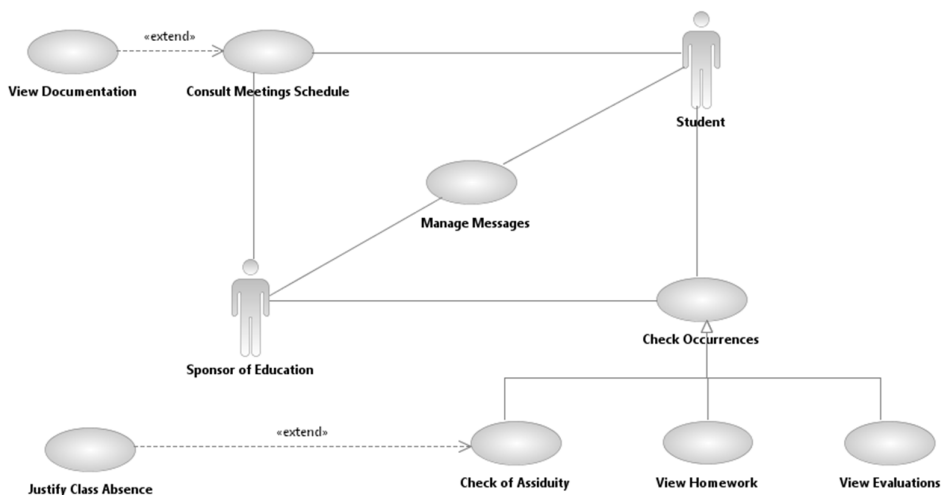 «extend»
View Documentation
Consult Meetings Schedule
Student
Manage Messages
Check Occurrences
Sponsor of Education
«extend»
Justify Class Absence
Check of Assiduity
View Homework
View Evaluations